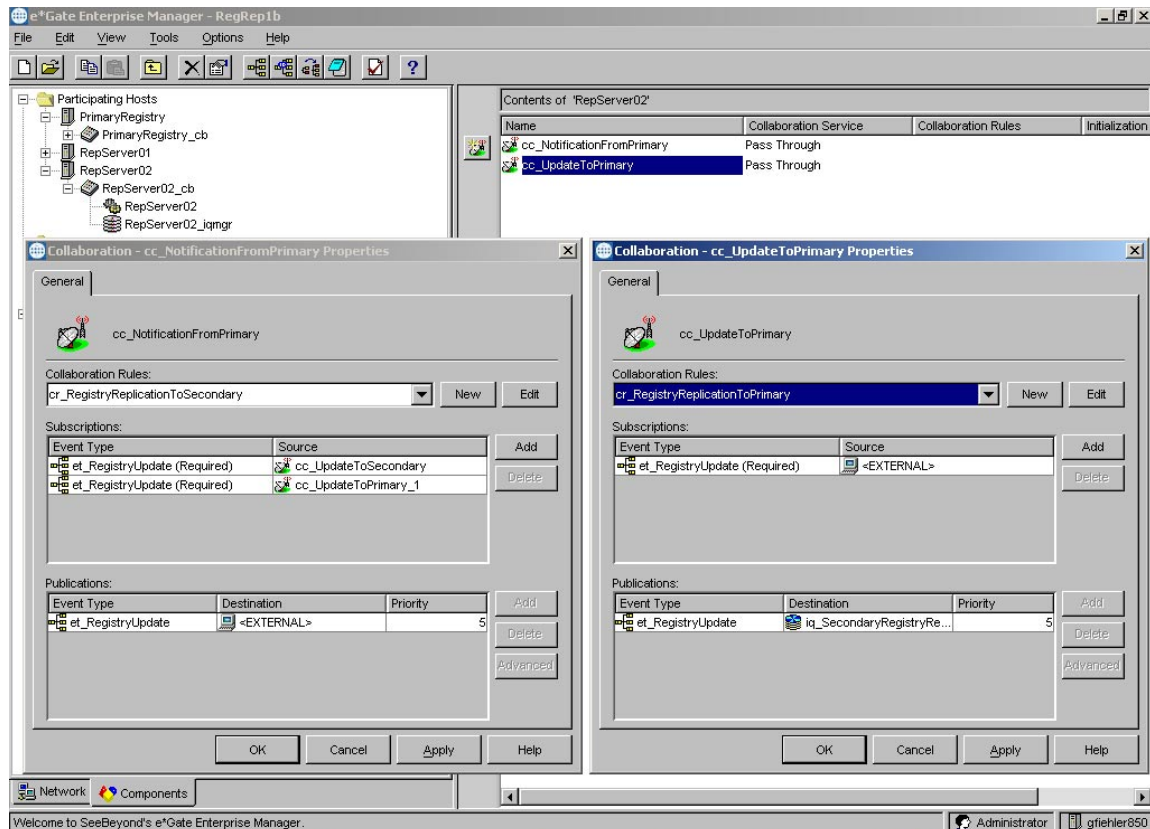 e*Gate Enterprise Manager - RegRep1b
File Edit View Tools Options Help
Participating Hosts
PrimaryRegistry
PrimaryRegistry_cb
RepServer01
RepServer02
RepServer02_cb
RepServer02
RepServer02_iqmgr
Contents of 'RepServer02'
Name Collaboration Service Collaboration Rules Initialization
cc_NotificationFromPrimary Pass Through
cc_UpdateToPrimary Pass Through
Collaboration - cc_NotificationFromPrimary Properties
General
cc_NotificationFromPrimary
Collaboration Rules:
cr_RegistryReplicationToSecondary New Edit
Subscriptions:
Event Type Source Add
et_RegistryUpdate (Required) cc_UpdateToSecondary
et_RegistryUpdate (Required) cc_UpdateToPrimary_1 Delete
Publications:
Event Type Destination Priority Add
et_RegistryUpdate <EXTERNAL> 5
Delete
Advanced
OK Cancel Apply Help
Collaboration - cc_UpdateToPrimary Properties
General
cc_UpdateToPrimary
Collaboration Rules:
cr_RegistryReplicationToPrimary New Edit
Subscriptions:
Event Type Source Add
et_RegistryUpdate (Required) <EXTERNAL>
Delete
Publications:
Event Type Destination Priority Add
et_RegistryUpdate iq_SecondaryRegistryRe... 5
Delete
Advanced
OK Cancel Apply Help
Network Components
Welcome to SeeBeyond's e*Gate Enterprise Manager. Administrator gfiehler850